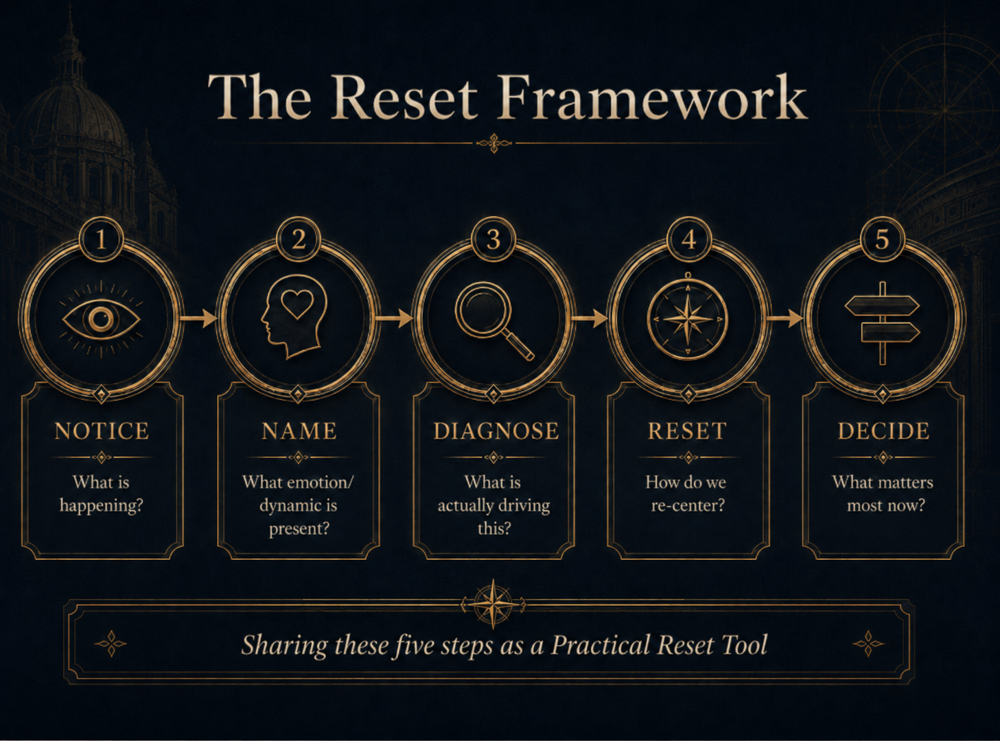 The Reset Framework
1
2
3
4
5
NOTICE
What is
happening?
NAME
What emotion/
dynamic is
present?
DIAGNOSE
What is
actually driving
this?
RESET
How do we
re-center?
DECIDE
What matters
most now?
Sharing these five steps as a Practical Reset Tool